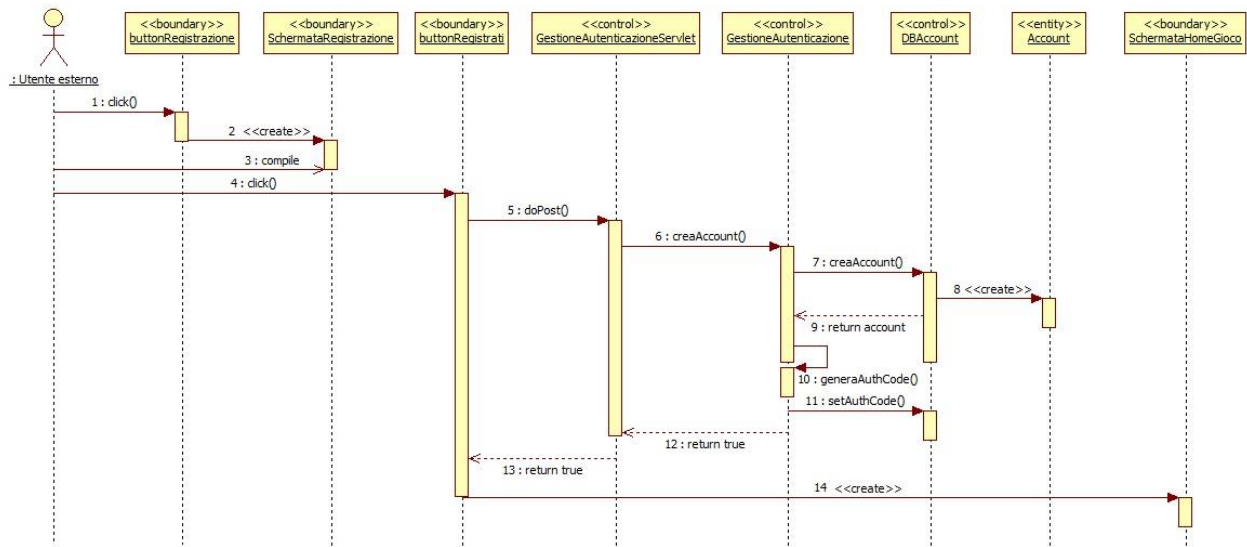 <<boundary>>
buttonRegistrazione
<<boundary>>
SchermataRegistrazione
<<boundary>>
buttonRegistrati
<<control>>
GestioneAutenticazioneServlet
<<control>>
GestioneAutenticazione
<<control>>
DBAccount
<<entity>>
Account
<<boundary>>
SchermataHomeGioco
: Utente esterno
1 : click()
2 <<create>>
3 : compile
4 : click()
5 : doPost()
6 : creaAccount()
7 : creaAccount()
8 <<create>>
9 : return account
10 : generaAuthCode()
11 : setAuthCode()
12 : return true
13 : return true
14 <<create>>